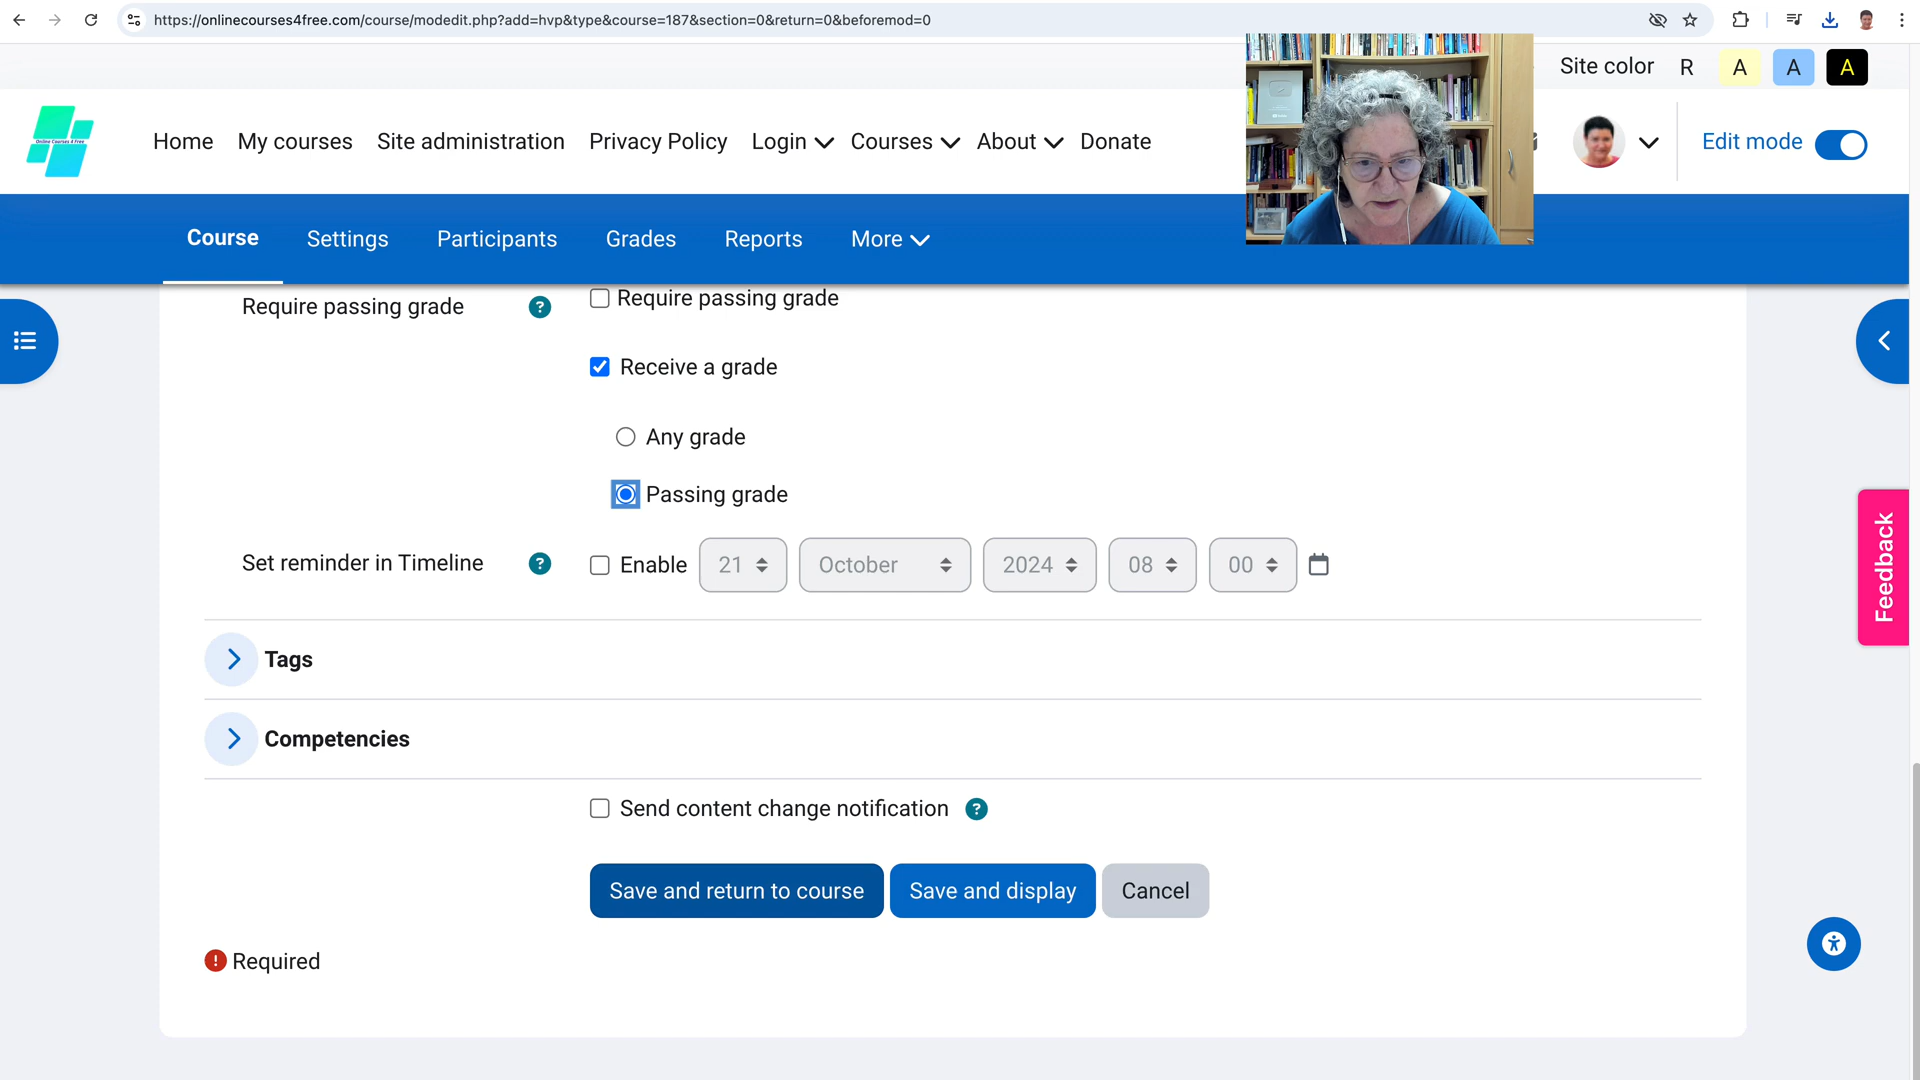 https://onlinecourses4free.com/course/modedit.php?add=hvp&type&course=187&section=0&return=0&beforemod=0
Site color R A A A
Online Courses 4 Free
Home My courses Site administration Privacy Policy Login Courses About Donate
Edit mode
Course Settings Participants Grades Reports More
Require passing grade ? Require passing grade
Receive a grade
Any grade
Passing grade
Set reminder in Timeline ? Enable 21 October 2024 08 00
Feedback
Tags
Competencies
Send content change notification ?
Save and return to course Save and display Cancel
! Required